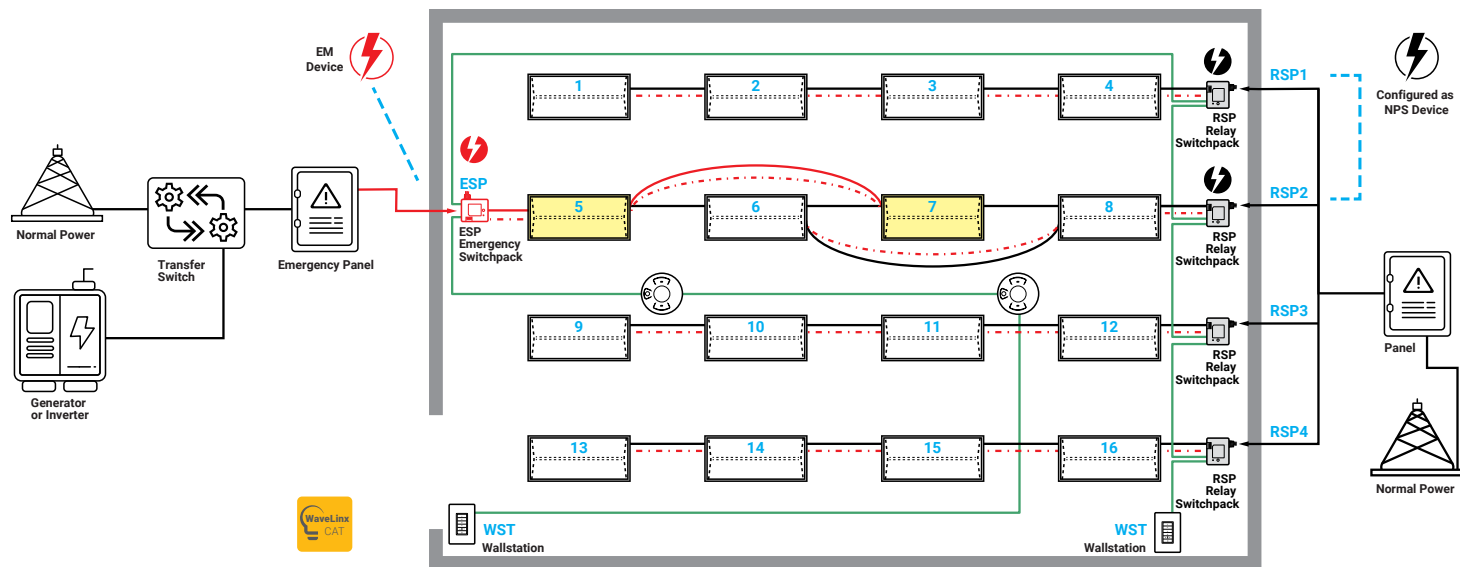 EM
Device
Normal Power
Transfer
Switch
Emergency Panel
Generator
or Inverter
ESP
ESP
Emergency
Switchpack
1
2
3
4
RSP
Relay
Switchpack
RSP1
Configured as
NPS Device
5
6
7
8
RSP
Relay
Switchpack
RSP2
9
10
11
12
RSP
Relay
Switchpack
RSP3
Panel
13
14
15
16
RSP
Relay
Switchpack
RSP4
Normal Power
WaveLinx
CAT
WST
Wallstation
WST
Wallstation